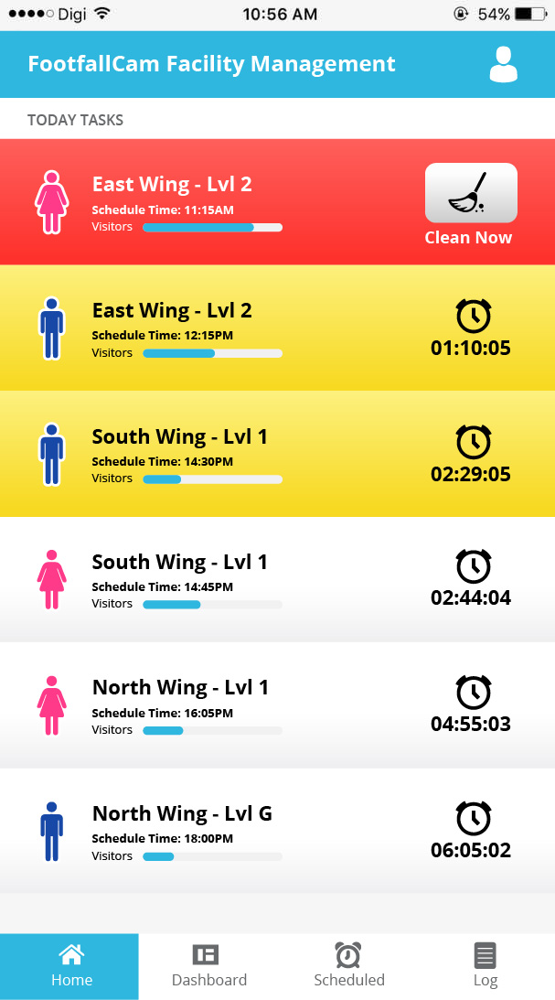 Digi 10:56 AM 54%
FootfallCam Facility Management
TODAY TASKS
East Wing - Lvl 2
Schedule Time: 11:15AM
Visitors
Clean Now
East Wing - Lvl 2
Schedule Time: 12:15PM
Visitors
01:10:05
South Wing - Lvl 1
Schedule Time: 14:30PM
Visitors
02:29:05
South Wing - Lvl 1
Schedule Time: 14:45PM
Visitors
02:44:04
North Wing - Lvl 1
Schedule Time: 16:05PM
Visitors
04:55:03
North Wing - Lvl G
Schedule Time: 18:00PM
Visitors
06:05:02
Home Dashboard Scheduled Log